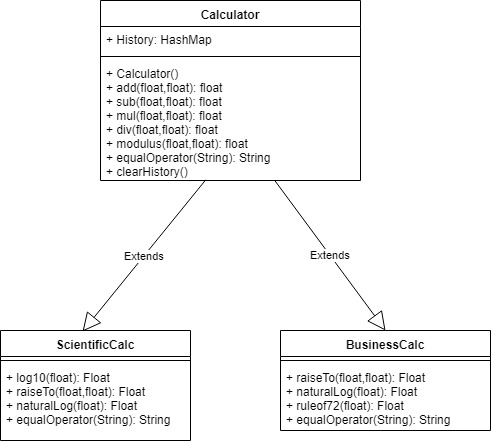 Calculator
+ History: HashMap
+ Calculator()
+ add(float,float): float
+ sub(float,float): float
+ mul(float,float): float
+ div(float,float): float
+ modulus(float,float): float
+ equalOperator(String): String
+ clearHistory()
Extends
Extends
ScientificCalc
+ log10(float): Float
+ raiseTo(float,float): Float
+ naturalLog(float): Float
+ equalOperator(String): String
BusinessCalc
+ raiseTo(float,float): Float
+ naturalLog(float): Float
+ ruleof72(float): Float
+ equalOperator(String): String